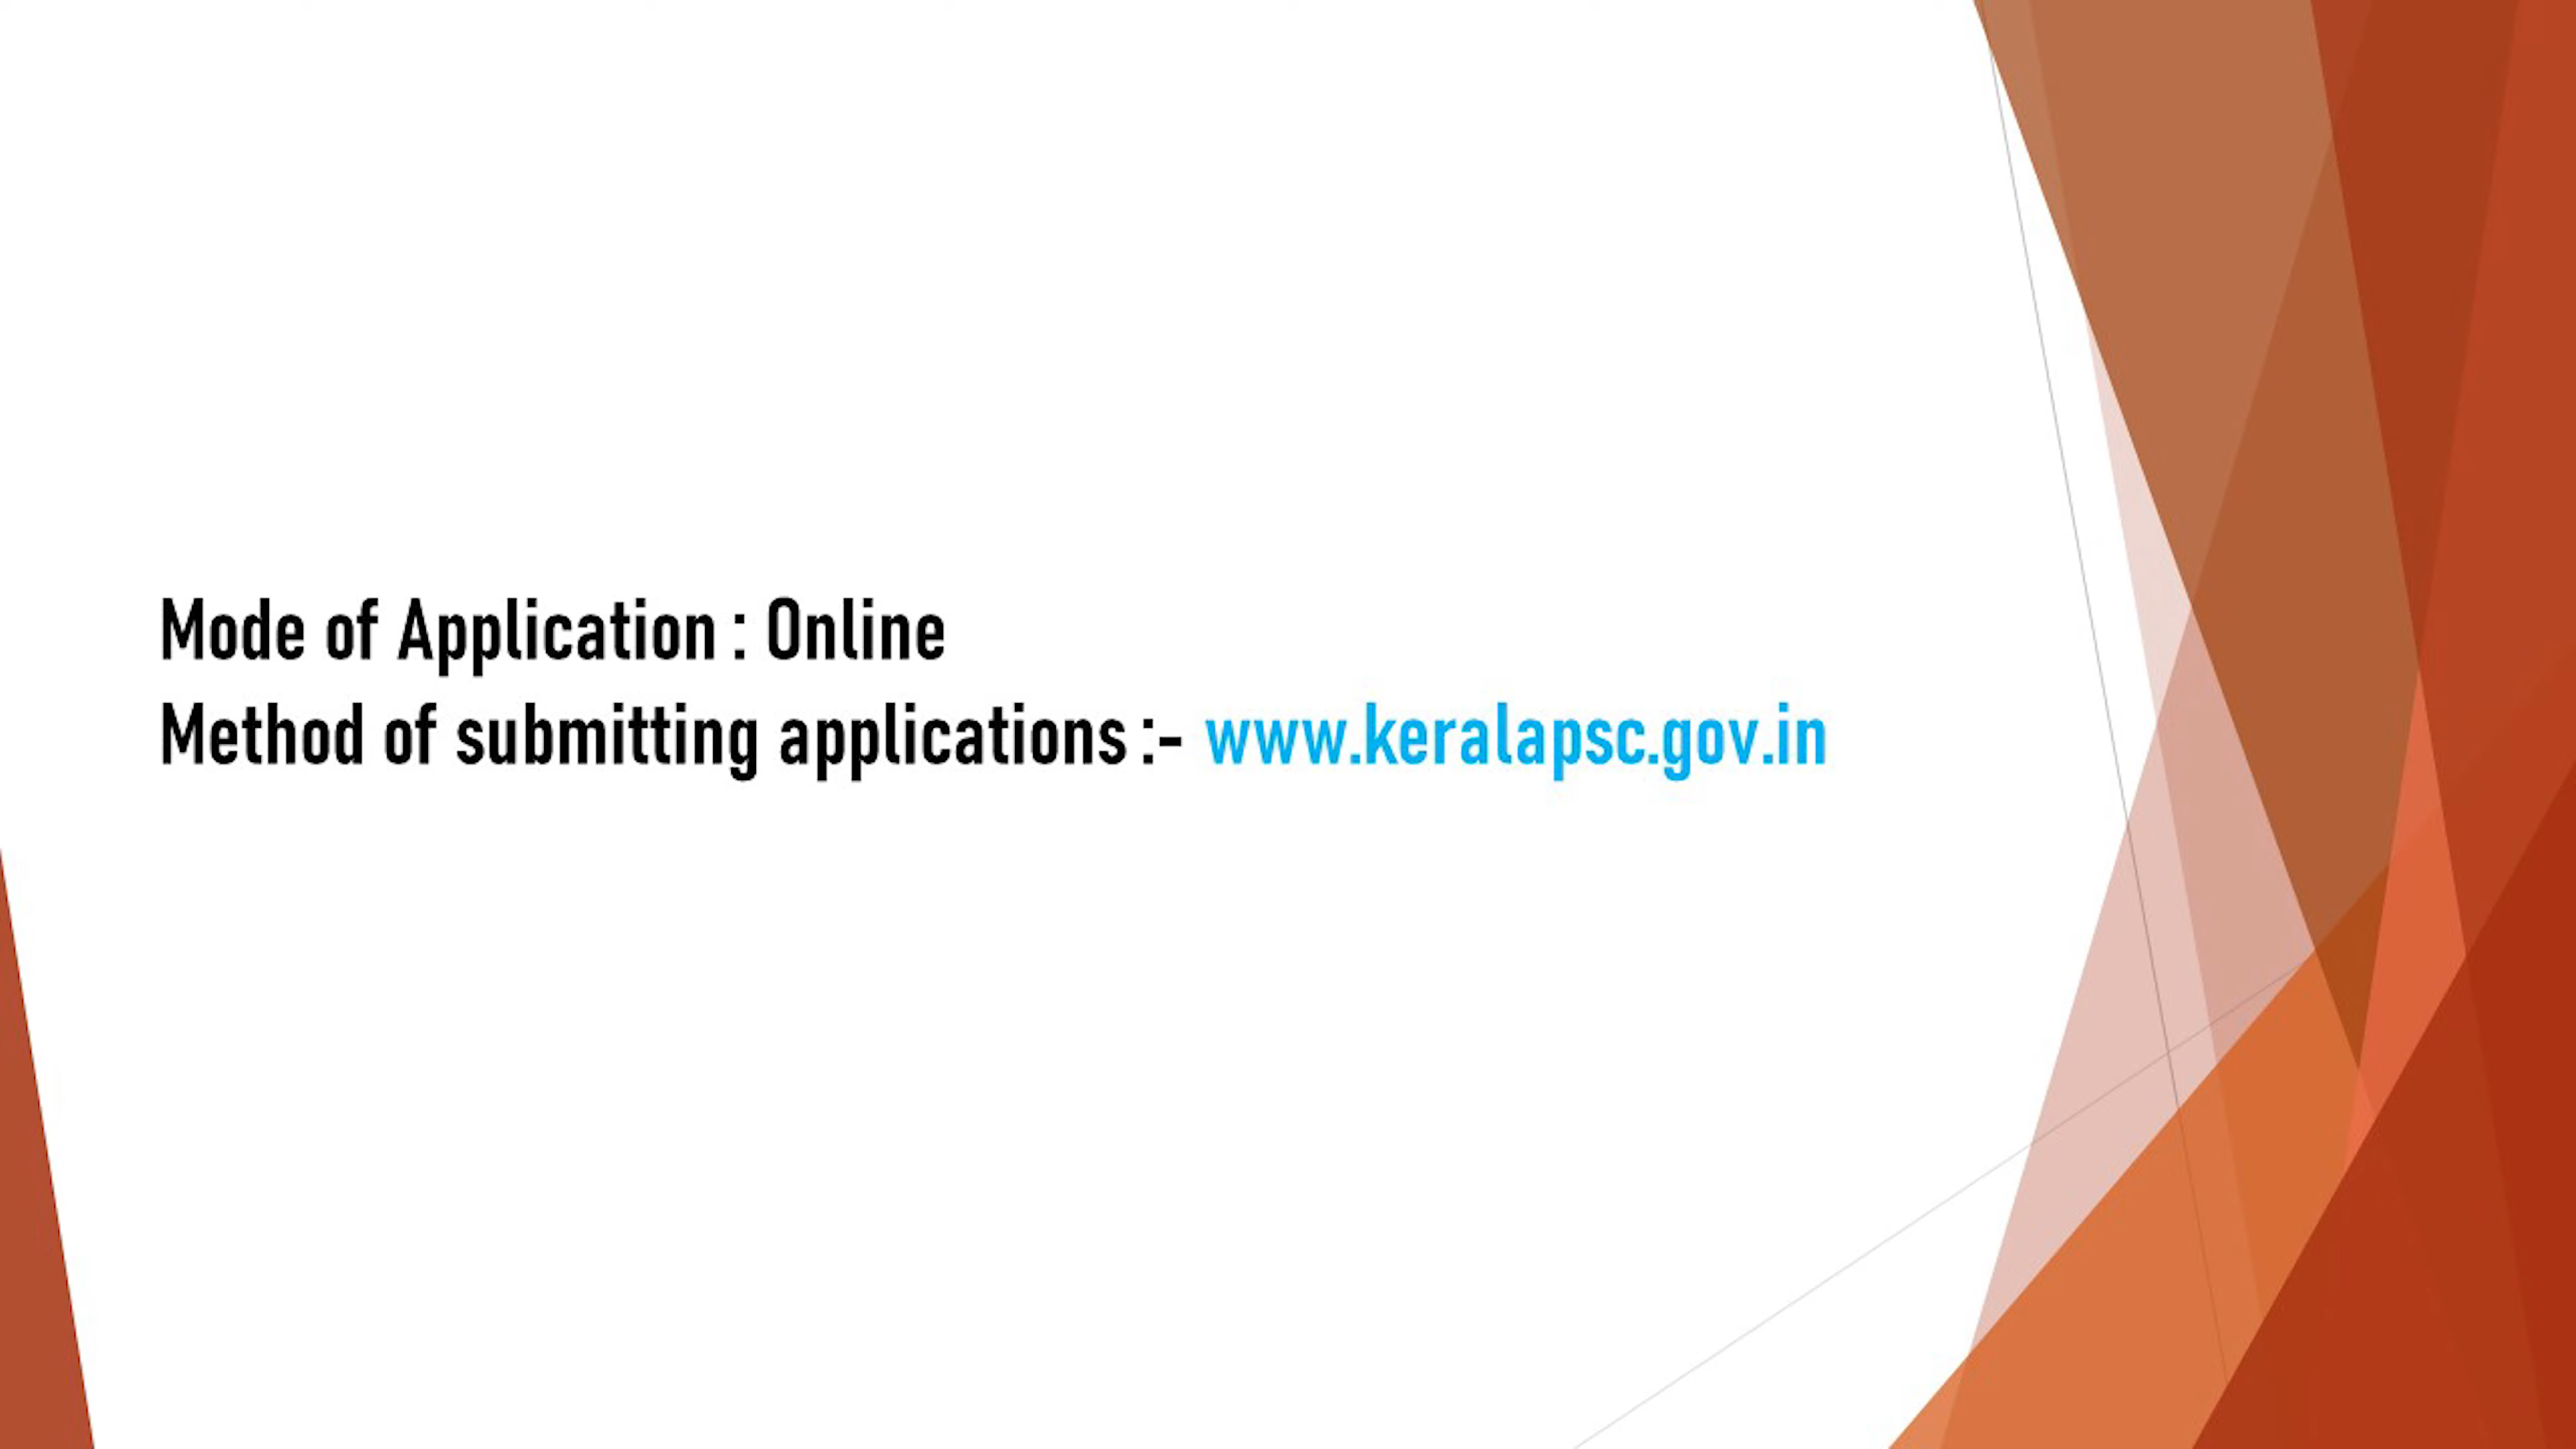 Mode of Application : Online
Method of submitting applications :- www.keralapsc.gov.in